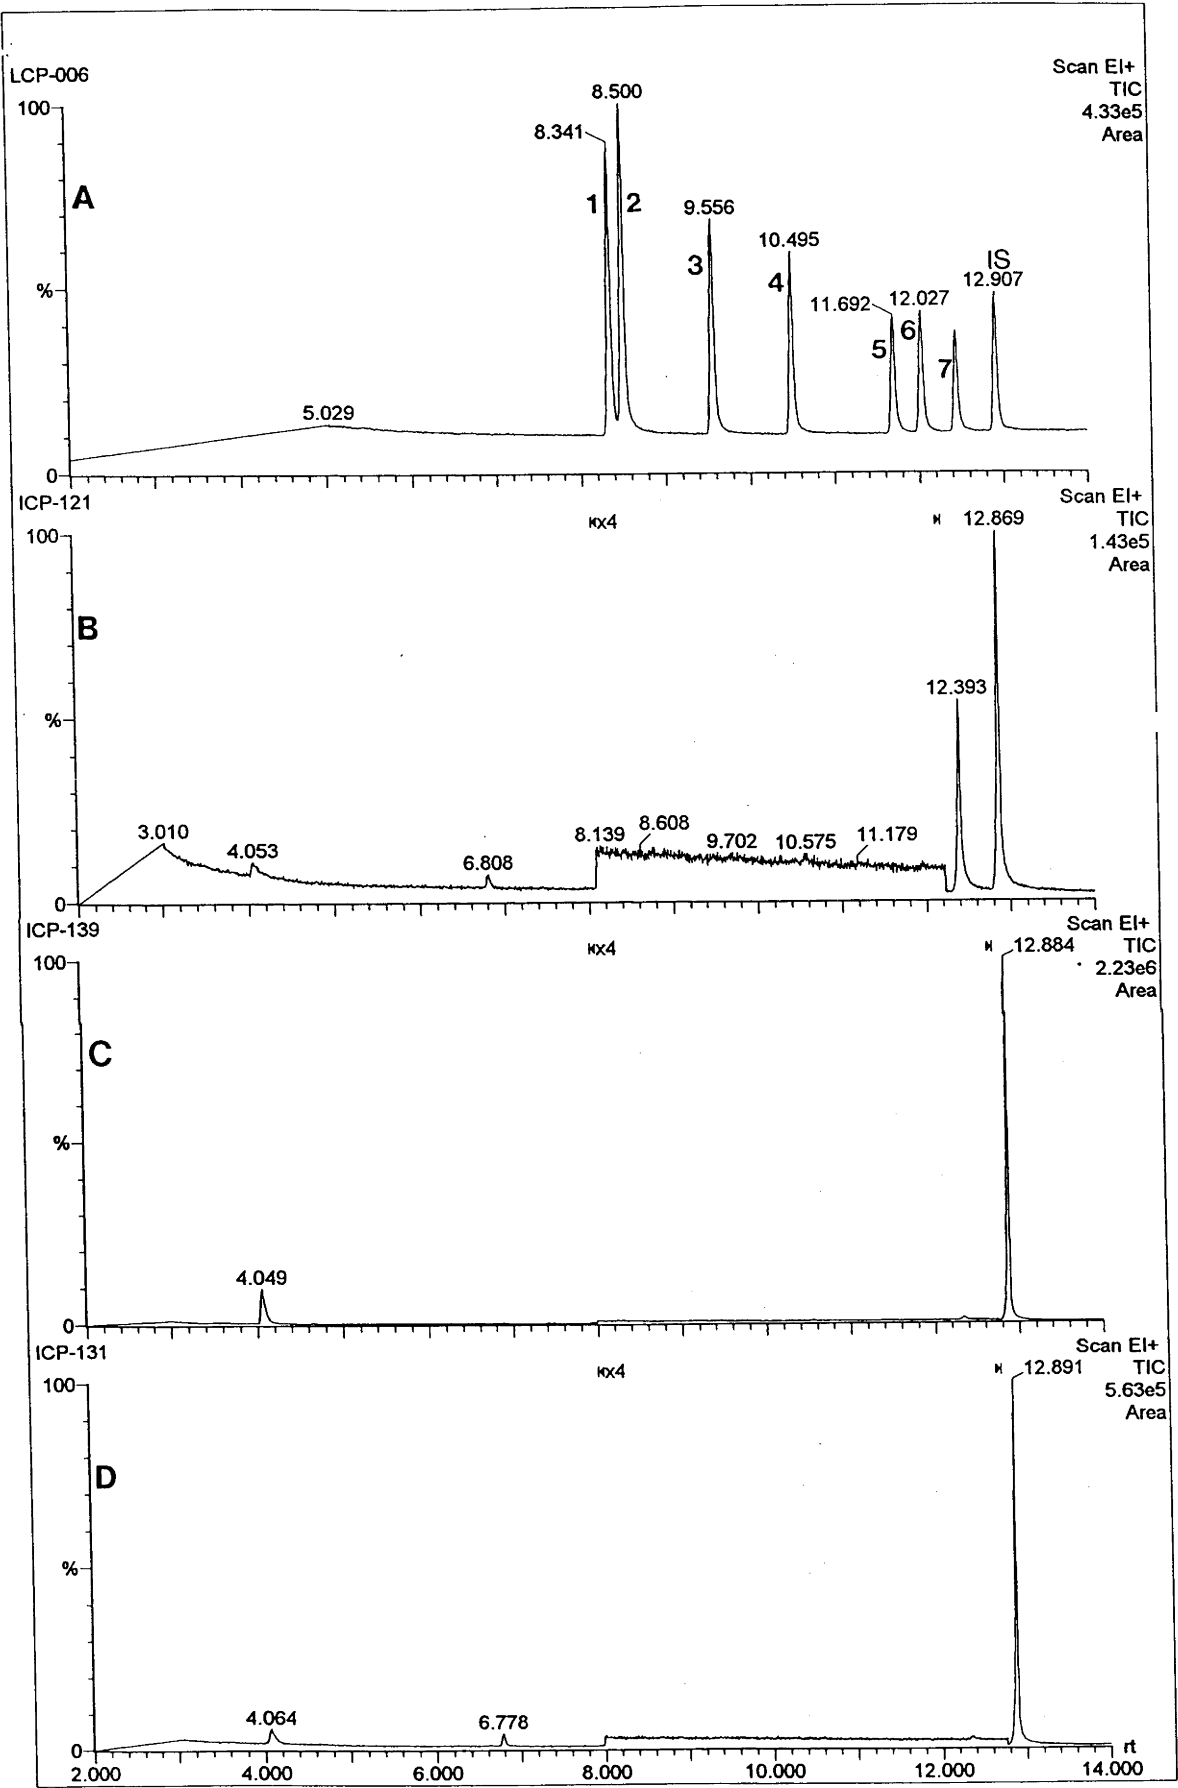 LCP-006
Scan EI+
TIC
4.33e5
Area
100
%
0
A
8.341
8.500
1
2
9.556
3
10.495
4
11.692
5
12.027
6
7
IS
12.907
5.029
ICP-121
Scan EI+
TIC
1.43e5
Area
x4
100
%
0
B
12.869
12.393
3.010
4.053
6.808
8.139
8.608
9.702
10.575
11.179
ICP-139
Scan EI+
TIC
2.23e6
Area
x4
100
%
0
C
12.884
4.049
ICP-131
Scan EI+
TIC
5.63e5
Area
x4
100
%
0
D
12.891
4.064
6.778
rt
2.000 4.000 6.000 8.000 10.000 12.000 14.000